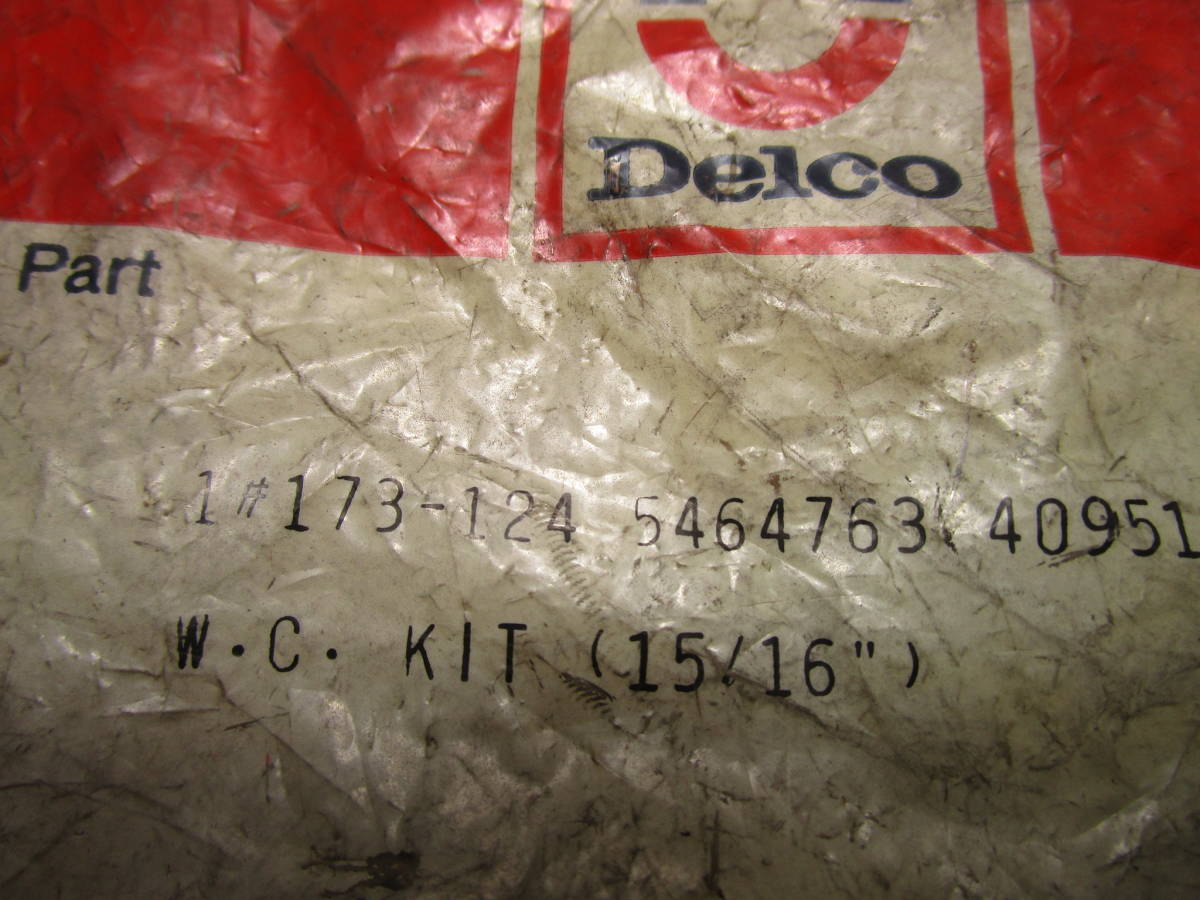 Delco
Part
1#173-124 5464763 40951
W.C. KIT (15/16")